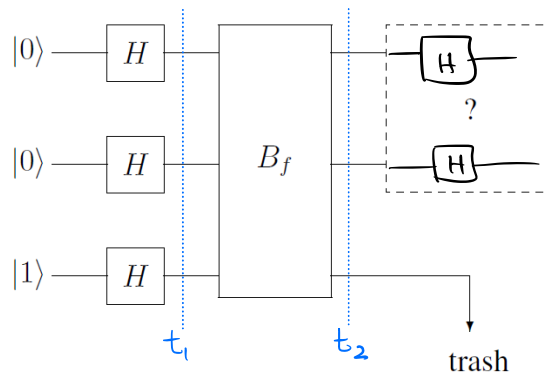 |0⟩ H H
?
|0⟩ H B_f H
|1⟩ H
t₁ t₂
trash